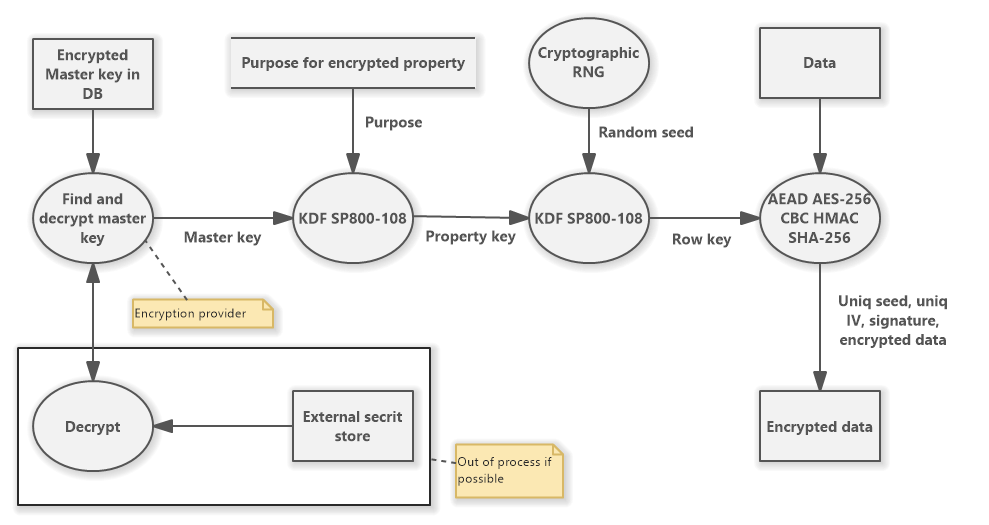 Encrypted
Master key in
DB
Purpose for encrypted property
Cryptographic
RNG
Data
Purpose
Random seed
Find and
decrypt master
key
Master key
KDF SP800-108
Property key
KDF SP800-108
Row key
AEAD AES-256
CBC HMAC
SHA-256
Encryption provider
Uniq seed, uniq
IV, signature,
encrypted data
Decrypt
External secrit
store
Out of process if
possible
Encrypted data